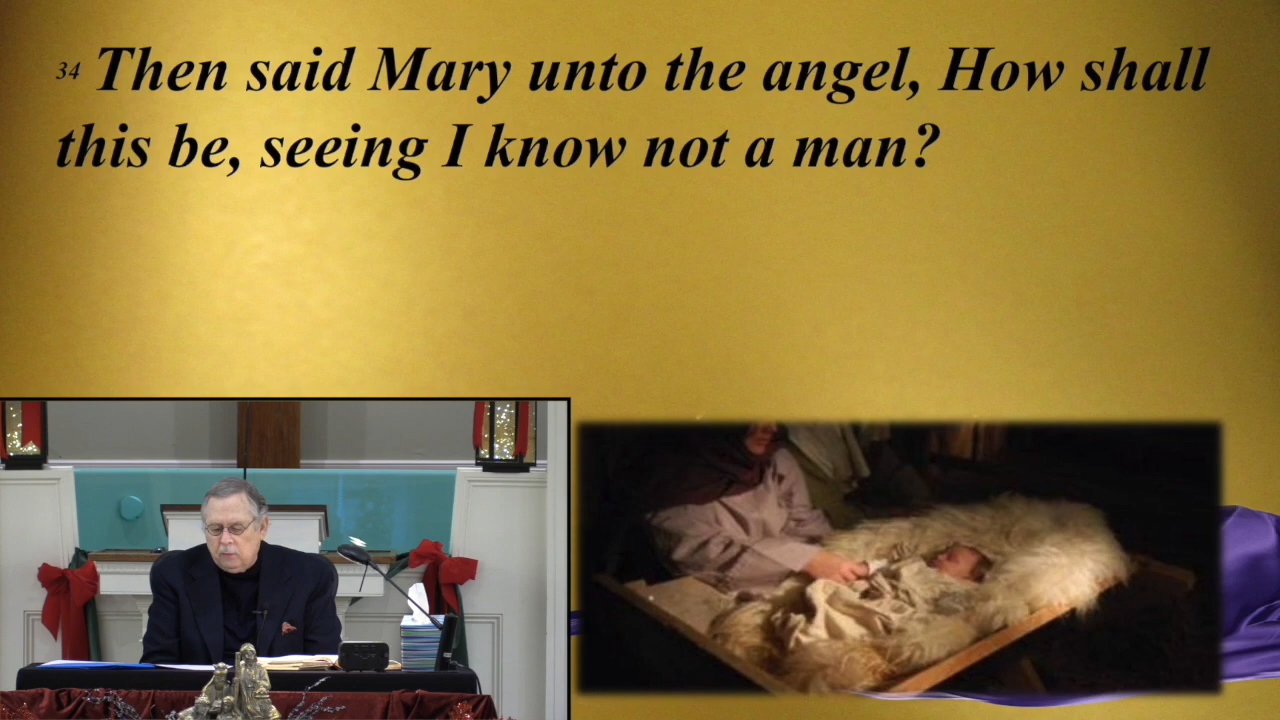 34 Then said Mary unto the angel, How shall
this be, seeing I know not a man?